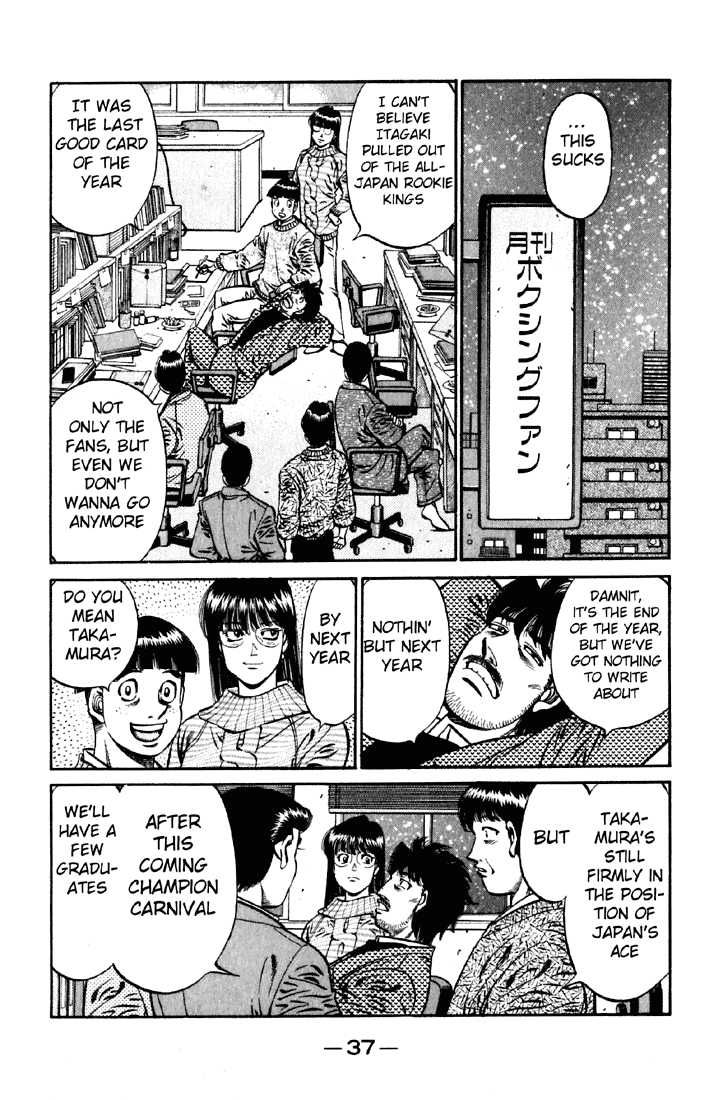 ...
THIS
SUCKS
月刊
ボクシングファン
I CAN'T
BELIEVE
ITAGAKI
PULLED OUT
OF THE ALL-
JAPAN ROOKIE
KINGS
IT WAS
THE LAST
GOOD CARD
OF THE
YEAR
NOT
ONLY THE
FANS, BUT
EVEN WE
DON'T
WANNA GO
ANYMORE
DAMNIT,
IT'S THE END
OF THE YEAR,
BUT WE'VE
GOT NOTHING
TO WRITE
ABOUT
NOTHIN'
BUT NEXT
YEAR
BY
NEXT
YEAR
DO YOU
MEAN
TAKA-
MURA?
TAKA-
MURA'S
STILL
FIRMLY IN
THE POSI-
TION OF
JAPAN'S
ACE
BUT
AFTER
THIS
COMING
CHAMPION
CARNIVAL
WE'LL
HAVE A
FEW
GRADU-
ATES
— 37 —